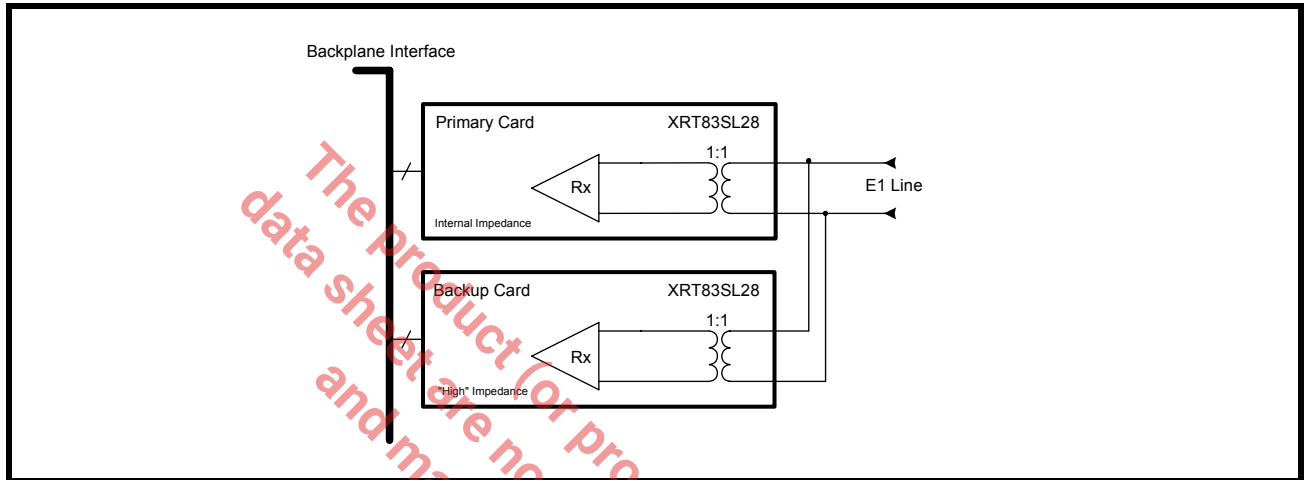 Backplane Interface
Primary Card XRT83SL28
1:1
Rx
E1 Line
Internal Impedance
Backup Card XRT83SL28
1:1
Rx
"High" Impedance
The product (or pro
data sheet are no
and ma